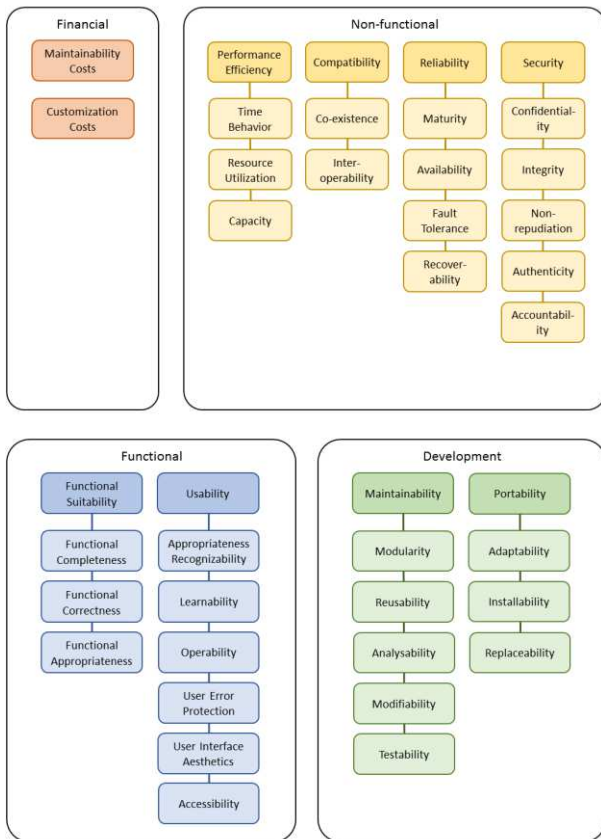 Financial
Maintainability
Costs
Customization
Costs
Non-functional
Performance
Efficiency
Time
Behavior
Resource
Utilization
Capacity
Compatibility
Co-existence
Inter-
operability
Reliability
Maturity
Availability
Fault
Tolerance
Recover-
ability
Security
Confidential-
ity
Integrity
Non-
repudiation
Authenticity
Accountabil-
ity
Functional
Functional
Suitability
Functional
Completeness
Functional
Correctness
Functional
Appropriateness
Usability
Appropriateness
Recognizability
Learnability
Operability
User Error
Protection
User Interface
Aesthetics
Accessibility
Development
Maintainability
Modularity
Reusability
Analysability
Modifiability
Testability
Portability
Adaptability
Installability
Replaceability